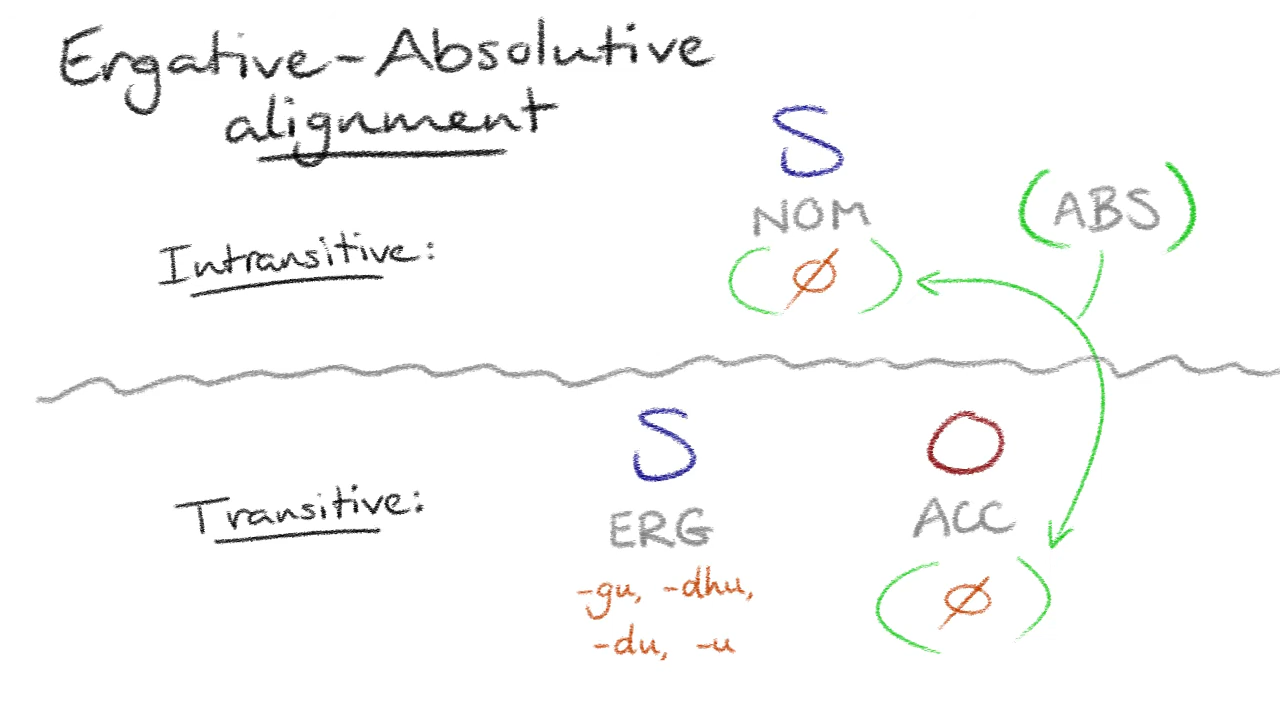 Ergative-Absolutive
alignment
S
NOM
(ABS)
Intransitive:
(∅)
S
O
Transitive:
ERG
ACC
-gu, -dhu,
(∅)
-du, -u